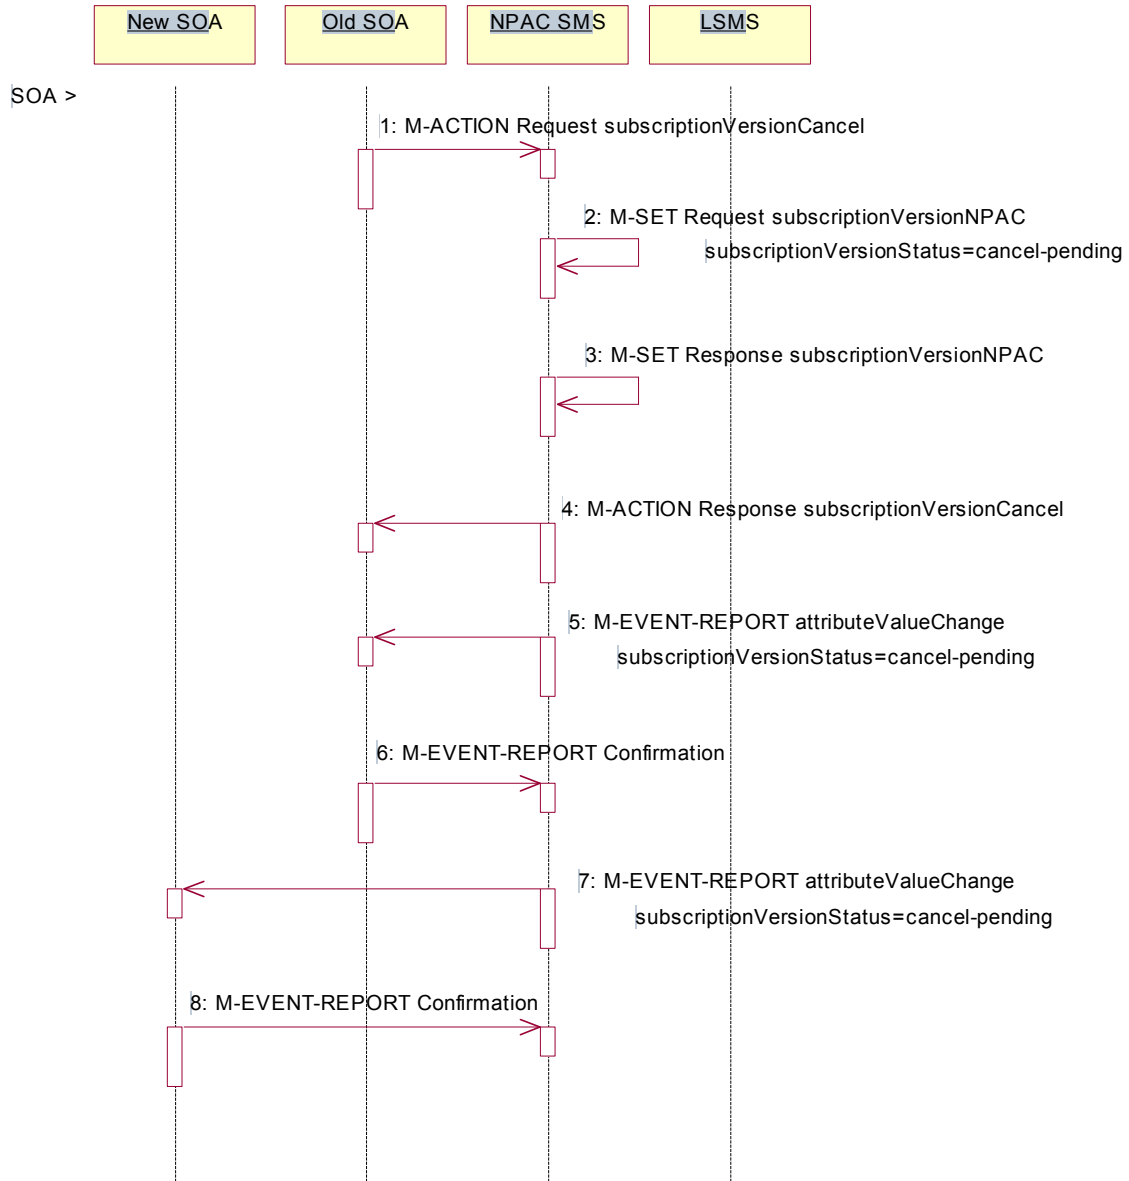 New SOA
Old SOA
NPAC SMS
LSMS
SOA >
1: M-ACTION Request subscriptionVersionCancel
2: M-SET Request subscriptionVersionNPAC
subscriptionVersionStatus=cancel-pending
3: M-SET Response subscriptionVersionNPAC
4: M-ACTION Response subscriptionVersionCancel
5: M-EVENT-REPORT attributeValueChange
subscriptionVersionStatus=cancel-pending
6: M-EVENT-REPORT Confirmation
7: M-EVENT-REPORT attributeValueChange
subscriptionVersionStatus=cancel-pending
8: M-EVENT-REPORT Confirmation